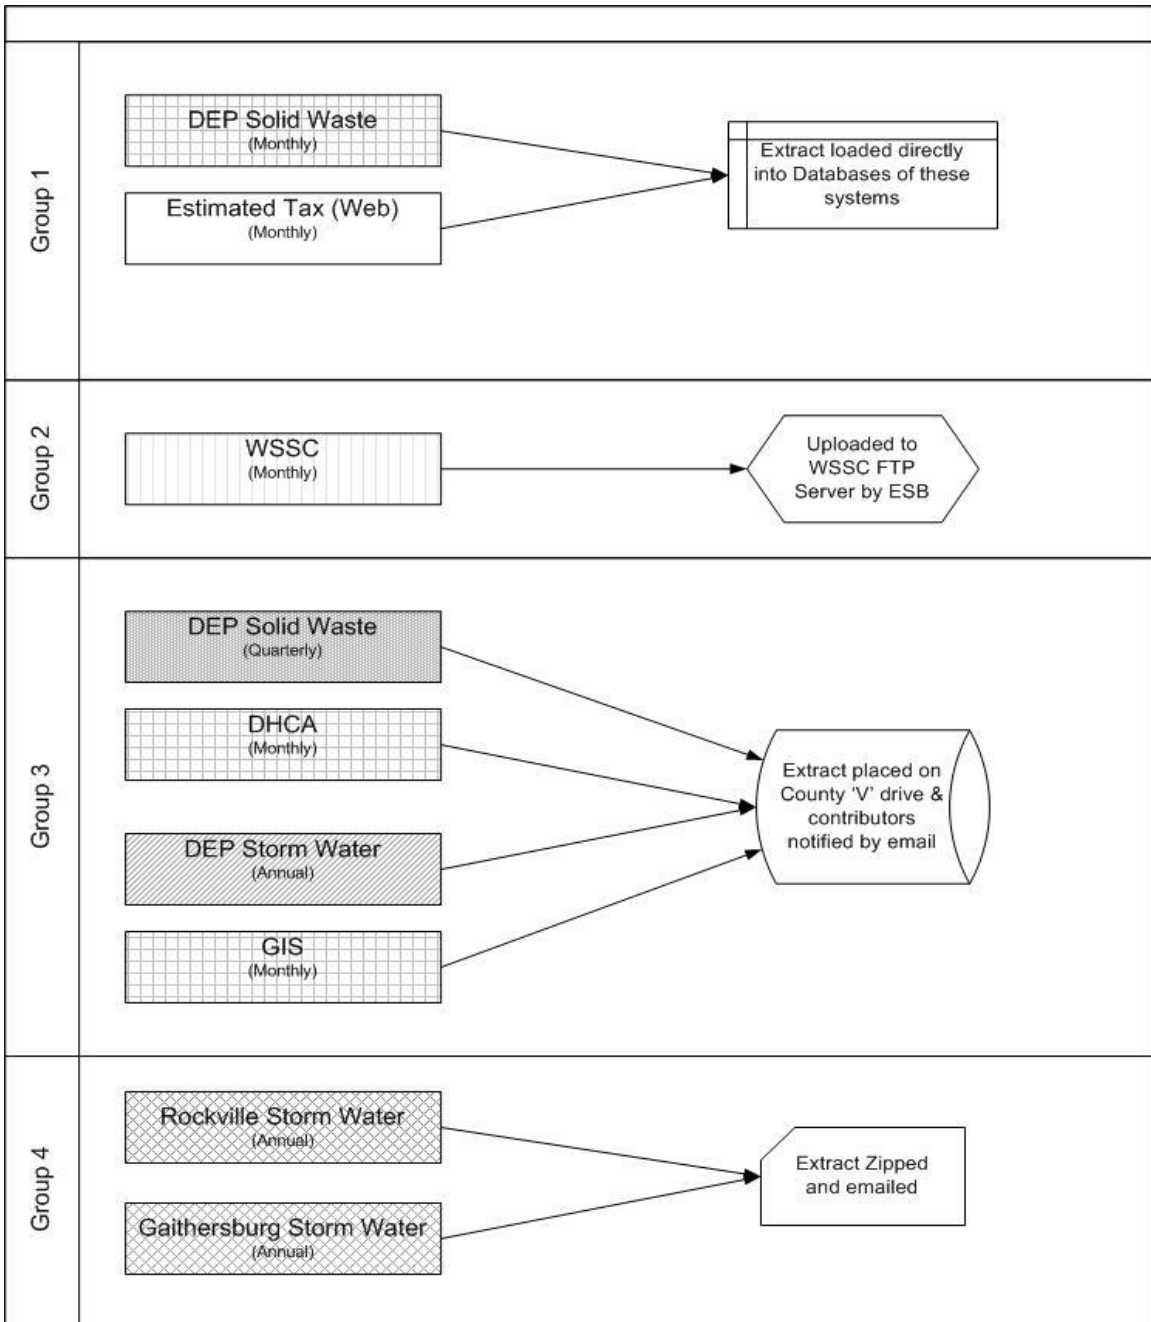 Group 1
DEP Solid Waste
(Monthly)
Estimated Tax (Web)
(Monthly)
Extract loaded directly
into Databases of these
systems
Group 2
WSSC
(Monthly)
Uploaded to
WSSC FTP
Server by ESB
Group 3
DEP Solid Waste
(Quarterly)
DHCA
(Monthly)
DEP Storm Water
(Annual)
GIS
(Monthly)
Extract placed on
County ‘V’ drive &
contributors
notified by email
Group 4
Rockville Storm Water
(Annual)
Gaithersburg Storm Water
(Annual)
Extract Zipped
and emailed